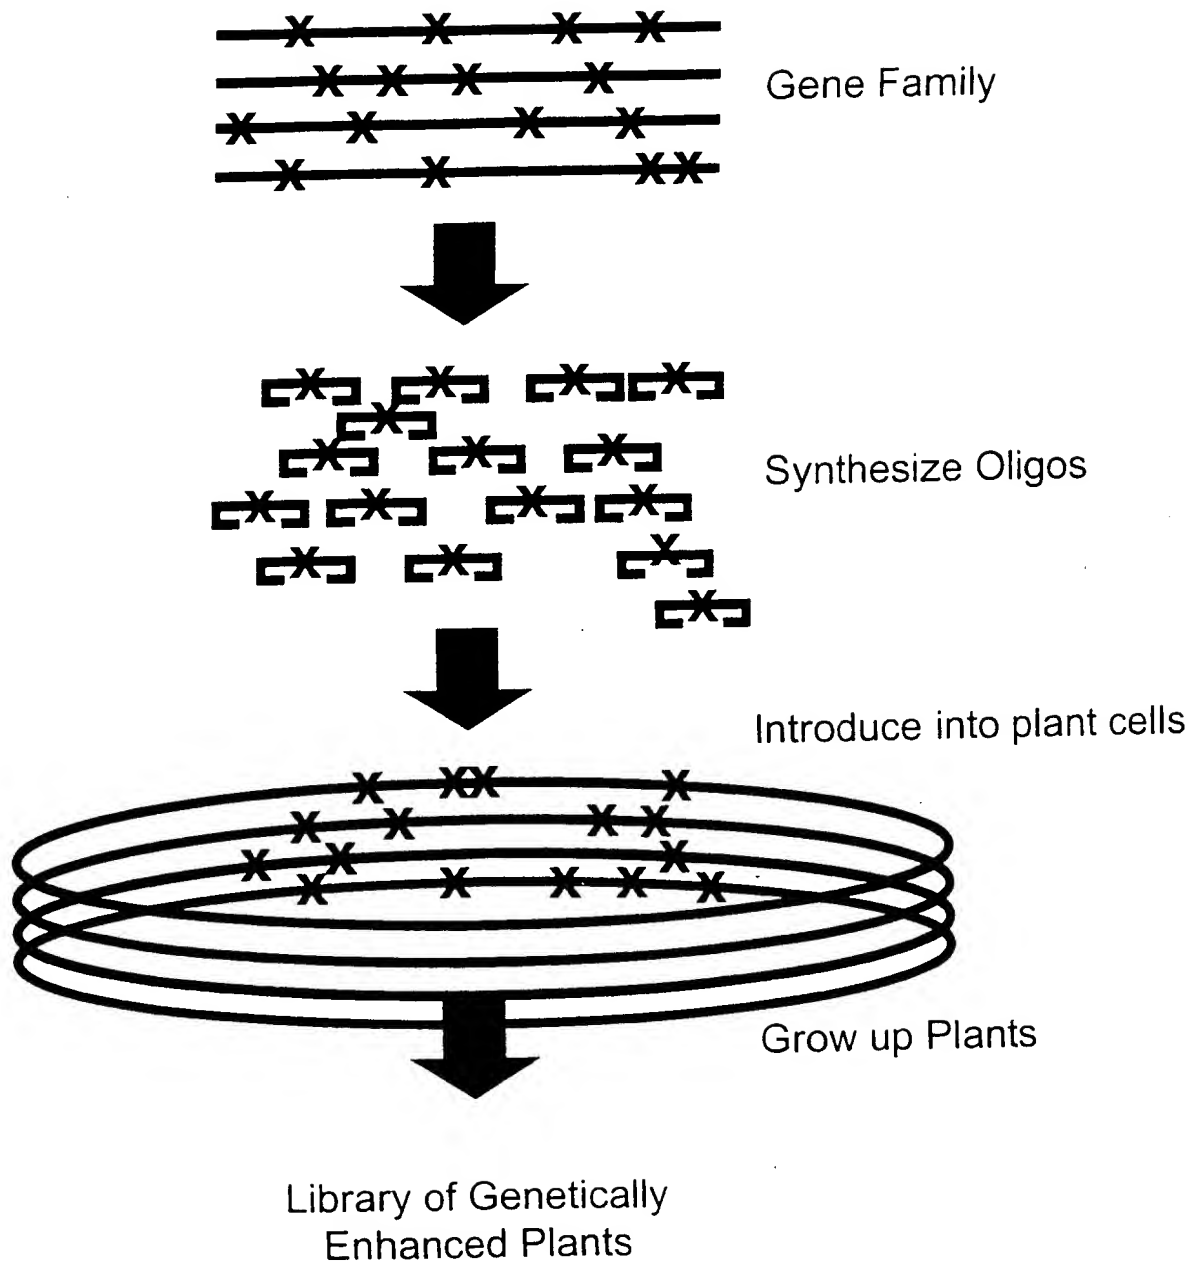 Gene Family
Synthesize Oligos
Introduce into plant cells
Grow up Plants
Library of Genetically
Enhanced Plants